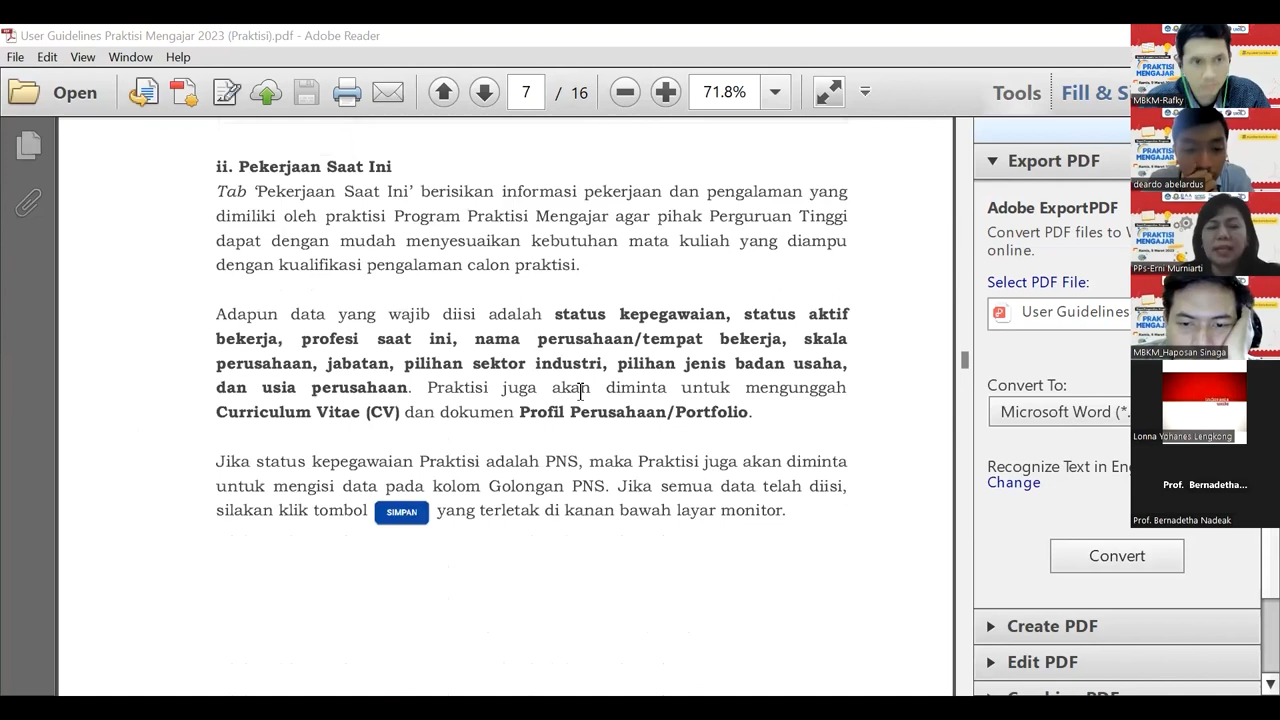 User Guidelines Praktisi Mengajar 2023 (Praktisi).pdf - Adobe Reader
File Edit View Window Help
Open
7 / 16
71.8%
Tools
Fill & Si
ii. Pekerjaan Saat Ini
Tab ‘Pekerjaan Saat Ini’ berisikan informasi pekerjaan dan pengalaman yang
dimiliki oleh praktisi Program Praktisi Mengajar agar pihak Perguruan Tinggi
dapat dengan mudah menyesuaikan kebutuhan mata kuliah yang diampu
dengan kualifikasi pengalaman calon praktisi.
Adapun data yang wajib diisi adalah status kepegawaian, status aktif
bekerja, profesi saat ini, nama perusahaan/tempat bekerja, skala
perusahaan, jabatan, pilihan sektor industri, pilihan jenis badan usaha,
dan usia perusahaan. Praktisi juga akan diminta untuk mengunggah
Curriculum Vitae (CV) dan dokumen Profil Perusahaan/Portfolio.
Jika status kepegawaian Praktisi adalah PNS, maka Praktisi juga akan diminta
untuk mengisi data pada kolom Golongan PNS. Jika semua data telah diisi,
silakan klik tombol SIMPAN yang terletak di kanan bawah layar monitor.
Export PDF
Adobe ExportPDF
Convert PDF files to W
online.
Select PDF File:
User Guidelines
Convert To:
Microsoft Word (*.
Recognize Text in En
Change
Convert
Create PDF
Edit PDF
PRAKTISI
MENGAJAR
MBKM-Rafky
PRAKTISI
MENGAJAR
deardo abelardus
PPs-Erni Murniarti
MBKM_Haposan Sinaga
Lonna Yohanes Lengkong
Prof. Bernadetha...
Prof. Bernadetha Nadeak